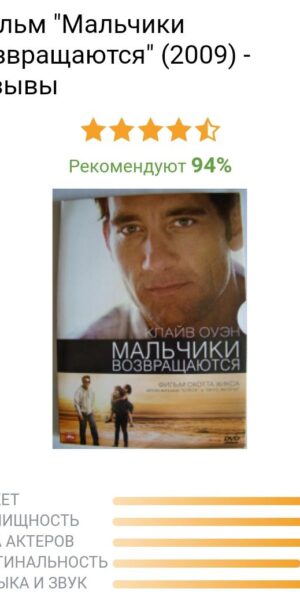 льм "Мальчики
звращаются" (2009) -
зывы
Рекомендуют 94%
КЛАЙВ ОУЭН
МАЛЬЧИКИ
ВОЗВРАЩАЮТСЯ
ФИЛЬМ СКОТТА ХИКСА
DVD
ЕТ
ИЩНОСТЬ
АКТЕРОВ
ГИНАЛЬНОСТЬ
ЫКА И ЗВУК